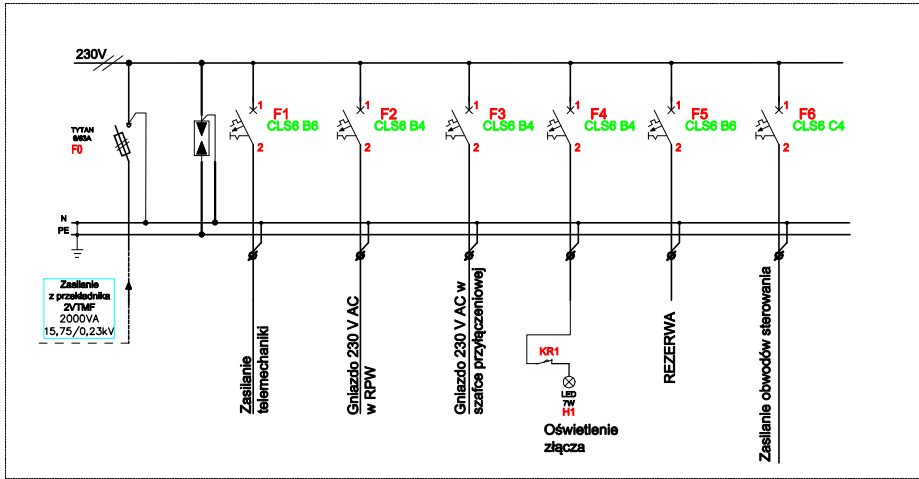 230V
TYTAN
6/63A
F0
1
F1
CLS6 B6
2
1
F2
CLS6 B4
2
1
F3
CLS6 B4
2
1
F4
CLS6 B4
2
1
F5
CLS6 B6
2
1
F6
CLS6 C4
2
N
PE
Zasilanie
z przekładnika
2VTMF
2000VA
15,75/0,23kV
Zasilanie
telemechaniki
Gniazdo 230 V AC
w RPW
Gniazdo 230 V AC w
szafce przyłączeniowej
KR1
LED
7W
H1
Oświetlenie
złącza
REZERWA
Zasilanie obwodów sterowania